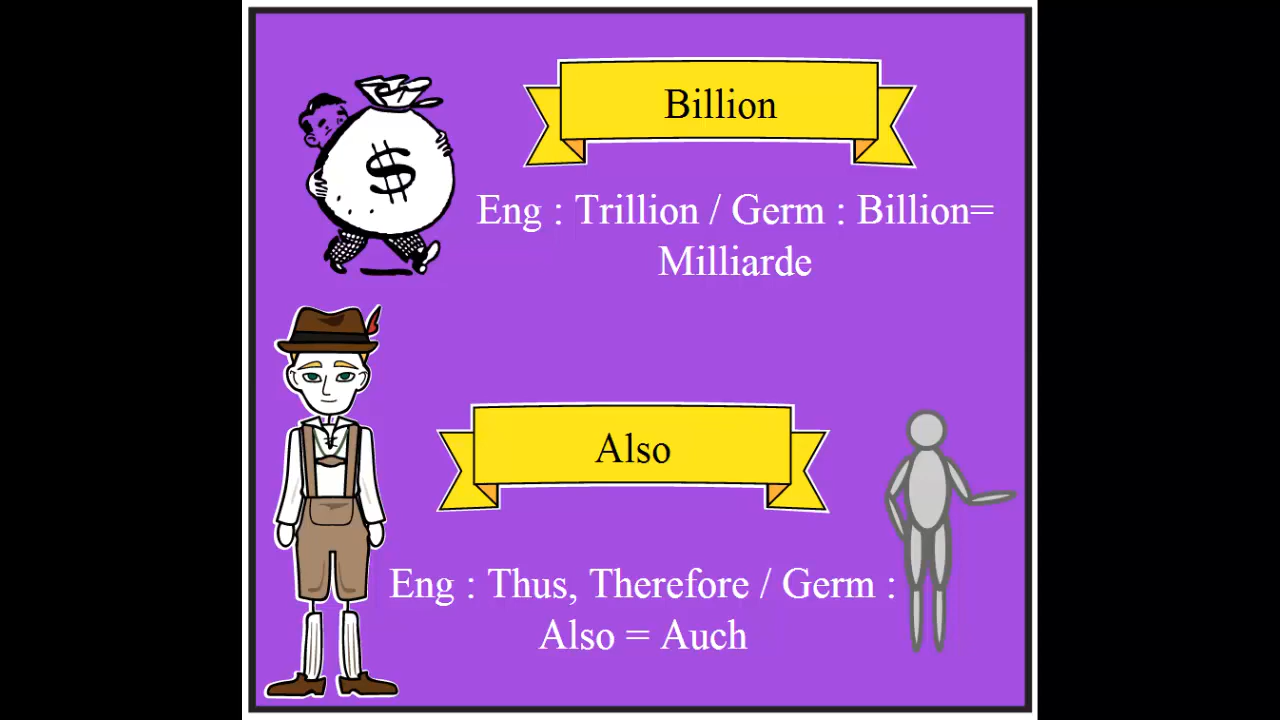 Billion
Eng : Trillion / Germ : Billion=
Milliarde
Also
Eng : Thus, Therefore / Germ :
Also = Auch
$